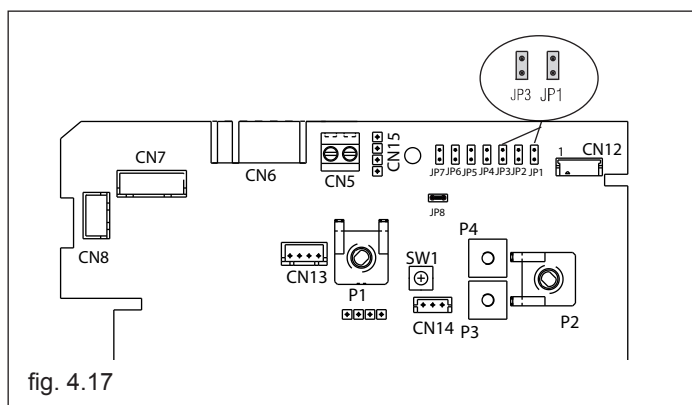 JP3 JP1
CN7
CN6
CN5
CN15
JP7 JP6 JP5 JP4 JP3 JP2 JP1
1
CN12
JP8
CN8
CN13
P1
SW1
CN14
P4
P3
P2
fig. 4.17